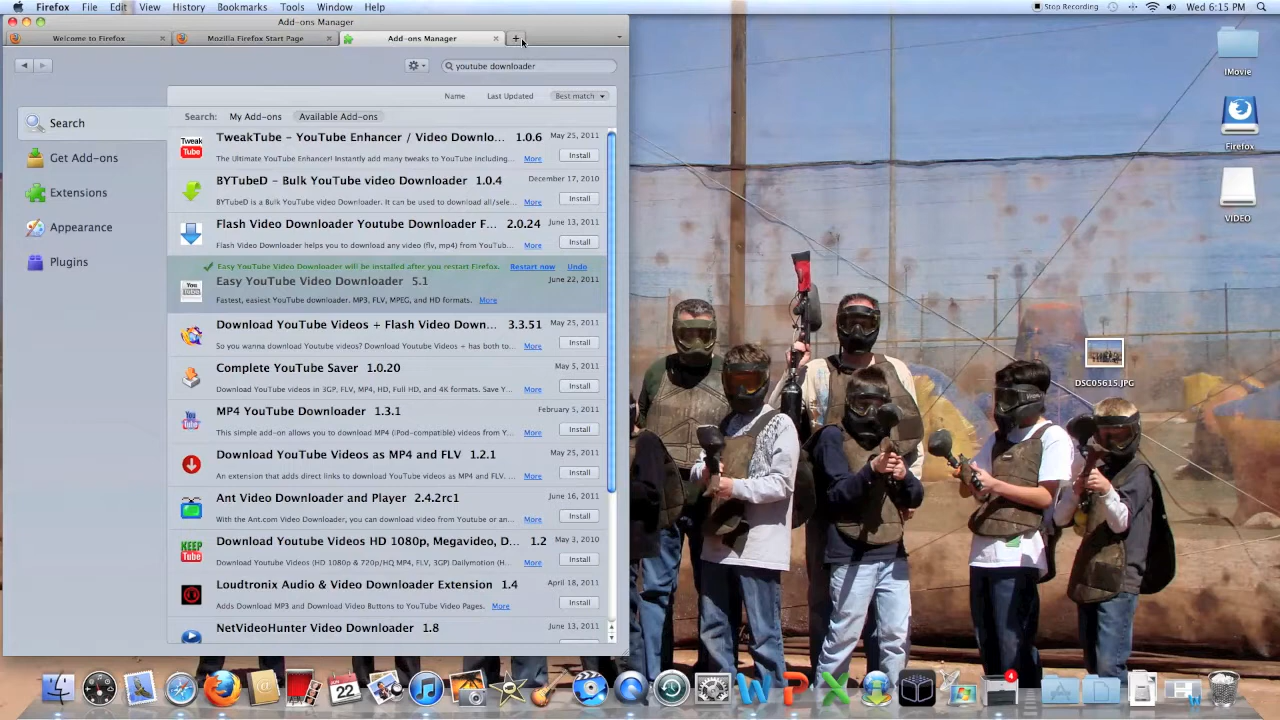 Firefox File Edit View History Bookmarks Tools Window Help
Stop Recording Wed 6:15 PM
Add-ons Manager
Welcome to Firefox
Mozilla Firefox Start Page
Add-ons Manager
youtube downloader
Name Last Updated Best match
Search: My Add-ons Available Add-ons
Search
Get Add-ons
Extensions
Appearance
Plugins
TweakTube – YouTube Enhancer / Video Downlo... 1.0.6 May 25, 2011
The Ultimate YouTube Enhancer! Instantly add many tweaks to YouTube including... More Install
BYTubeD – Bulk YouTube video Downloader 1.0.4 December 17, 2010
BYTubeD is a Bulk YouTube video Downloader. It can be used to download all/sele... More Install
Flash Video Downloader Youtube Downloader F... 2.0.24 June 13, 2011
Flash Video Downloader helps you to download any video (flv, mp4) from YouTub... More Install
Easy YouTube Video Downloader will be installed after you restart Firefox. Restart now Undo
Easy YouTube Video Downloader 5.1 June 22, 2011
Fastest, easiest YouTube downloader. MP3, FLV, MPEG, and HD formats. More
Download YouTube Videos + Flash Video Down... 3.3.51 May 25, 2011
So you wanna download Youtube videos? Download Youtube Videos + has both to... More Install
Complete YouTube Saver 1.0.20 May 5, 2011
Download YouTube videos in 3GP, FLV, MP4, HD, Full HD, and 4K formats. Save Y... More Install
MP4 YouTube Downloader 1.3.1 February 5, 2011
This simple add-on allows you to download MP4 (iPod-compatible) videos from Y... More Install
Download YouTube Videos as MP4 and FLV 1.2.1 May 25, 2011
An extension that adds direct links to download YouTube videos as MP4 and FLV... More Install
Ant Video Downloader and Player 2.4.2rc1 June 16, 2011
With the Ant.com Video Downloader, you can download video from Youtube or an... More Install
Download Youtube Videos HD 1080p, Megavideo, D... 1.2 May 3, 2010
Download Youtube Videos (HD 1080p & 720p/HQ MP4, FLV, 3GP) Dailymotion, Megavi... More Install
Loudtronix Audio & Video Downloader Extension 1.4 April 18, 2011
Adds Download MP3 and Download Video Buttons to YouTube Video Pages. More Install
NetVideoHunter Video Downloader 1.8 June 13, 2011
Tweak
Tube
You
Tube
KEEP
Tube
IMovie
Firefox
VIDEO
DSC05615.JPG
22
4